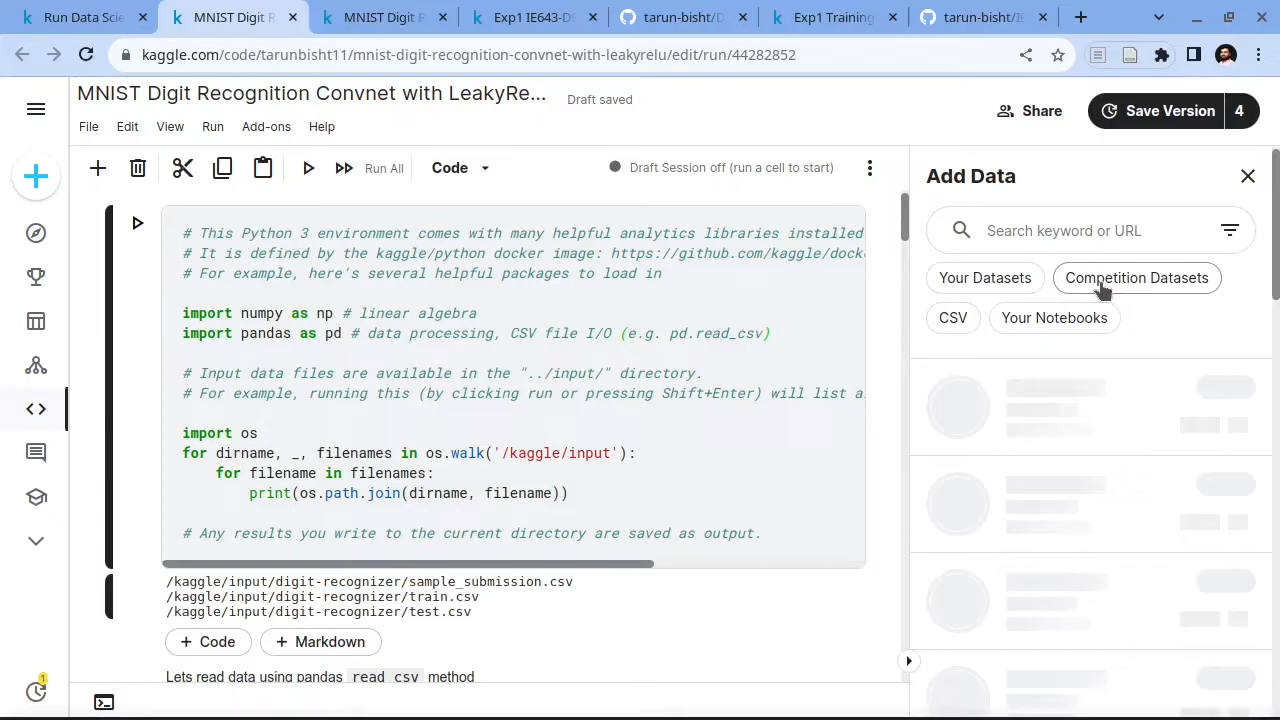 Run Data Scie
MNIST Digit R
MNIST Digit R
Exp1 IE643-DS
tarun-bisht/D
Exp1 Training
tarun-bisht/IE
kaggle.com/code/tarunbisht11/mnist-digit-recognition-convnet-with-leakyrelu/edit/run/44282852
MNIST Digit Recognition Convnet with LeakyRe...
Draft saved
File Edit View Run Add-ons Help
Share
Save Version 4
Run All
Code
Draft Session off (run a cell to start)
# This Python 3 environment comes with many helpful analytics libraries installed
# It is defined by the kaggle/python docker image: https://github.com/kaggle/dock
# For example, here's several helpful packages to load in
import numpy as np # linear algebra
import pandas as pd # data processing, CSV file I/O (e.g. pd.read_csv)
# Input data files are available in the "../input/" directory.
# For example, running this (by clicking run or pressing Shift+Enter) will list a
import os
for dirname, _, filenames in os.walk('/kaggle/input'):
for filename in filenames:
print(os.path.join(dirname, filename))
# Any results you write to the current directory are saved as output.
/kaggle/input/digit-recognizer/sample_submission.csv
/kaggle/input/digit-recognizer/train.csv
/kaggle/input/digit-recognizer/test.csv
+ Code
+ Markdown
Lets read data using pandas read_csv method
Add Data
Search keyword or URL
Your Datasets
Competition Datasets
CSV
Your Notebooks
1